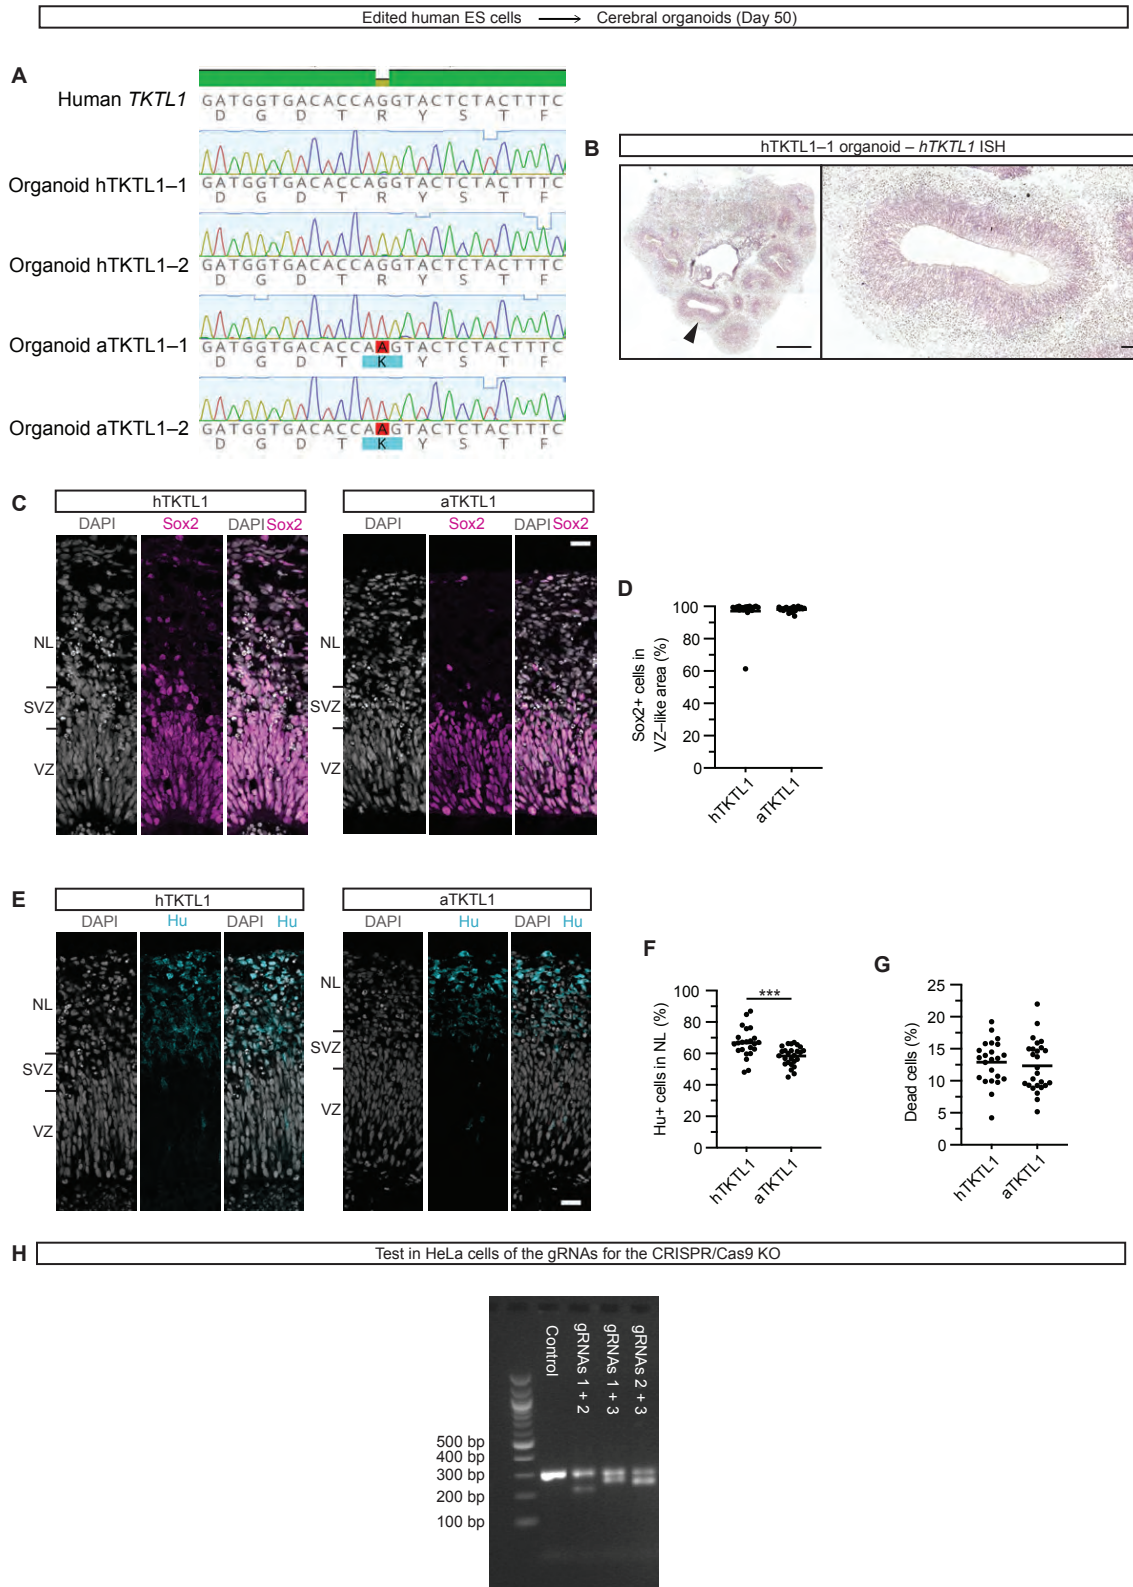 Edited human ES cells ⟶ Cerebral organoids (Day 50)
A
Human TKTL1
GATGGTGACACCAGGTACTCTACTTTC
D G D T R Y S T F
Organoid hTKTL1–1
GATGGTGACACCAGGTACTCTACTTTC
D G D T R Y S T F
Organoid hTKTL1–2
GATGGTGACACCAGGTACTCTACTTTC
D G D T R Y S T F
Organoid aTKTL1–1
GATGGTGACACCAAGTACTCTACTTTC
D G D T K Y S T F
Organoid aTKTL1–2
GATGGTGACACCAAGTACTCTACTTTC
D G D T K Y S T F
B
hTKTL1–1 organoid – hTKTL1 ISH
C
hTKTL1
DAPI Sox2 DAPI Sox2
NL
SVZ
VZ
aTKTL1
DAPI Sox2 DAPI Sox2
NL
SVZ
VZ
D
Sox2+ cells in
VZ–like area (%)
100
80
60
40
20
0
hTKTL1
aTKTL1
E
hTKTL1
DAPI Hu DAPI Hu
NL
SVZ
VZ
aTKTL1
DAPI Hu DAPI Hu
NL
SVZ
VZ
F
Hu+ cells in NL (%)
100
80
60
40
20
0
***
hTKTL1
aTKTL1
G
Dead cells (%)
25
20
15
10
5
0
hTKTL1
aTKTL1
H
Test in HeLa cells of the gRNAs for the CRISPR/Cas9 KO
Control
gRNAs 1 + 2
gRNAs 1 + 3
gRNAs 2 + 3
500 bp
400 bp
300 bp
200 bp
100 bp